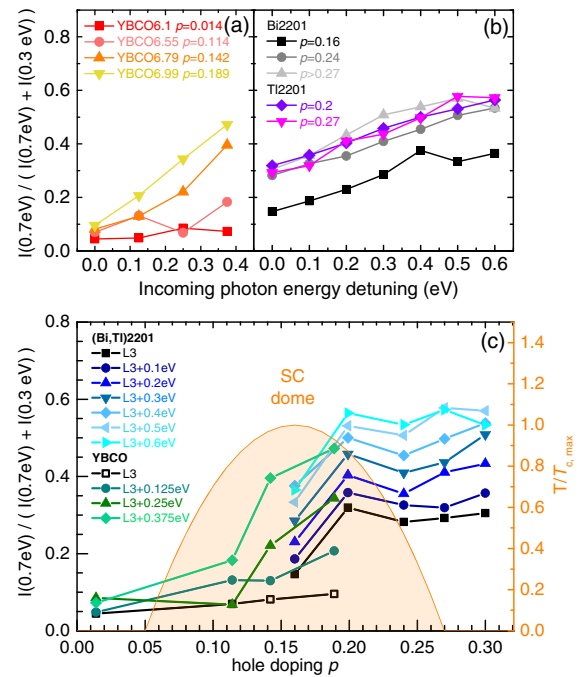 (a)
YBCO6.1 p=0.014
YBCO6.55 p=0.114
YBCO6.79 p=0.142
YBCO6.99 p=0.189
(b)
Bi2201
p=0.16
p=0.24
p>0.27
Tl2201
p=0.2
p=0.27
I(0.7eV) / ( I(0.7eV) + I(0.3 eV) )
0.8
0.6
0.4
0.2
0.0
0.0 0.1 0.2 0.3 0.4 0.0 0.1 0.2 0.3 0.4 0.5 0.6
Incoming photon energy detuning (eV)
(c)
(Bi,Tl)2201
L3
L3+0.1eV
L3+0.2eV
L3+0.3eV
L3+0.4eV
L3+0.5eV
L3+0.6eV
YBCO
L3
L3+0.125eV
L3+0.25eV
L3+0.375eV
SC
dome
I(0.7eV) / ( I(0.7eV) + I(0.3 eV) )
0.8
0.6
0.4
0.2
0.0
1.4
1.2
1.0
0.8
0.6
0.4
0.2
0.0
T/Tc, max
0.00 0.05 0.10 0.15 0.20 0.25 0.30
hole doping p